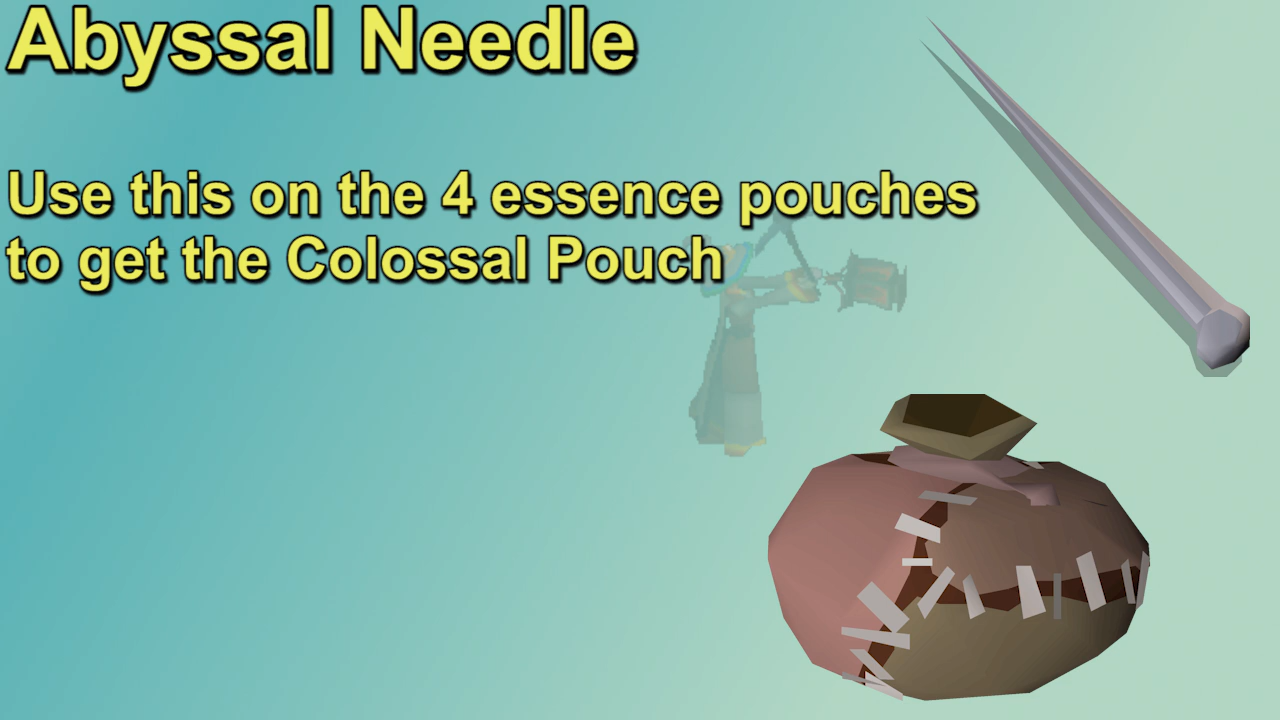 Abyssal Needle
Use this on the 4 essence pouches
to get the Colossal Pouch